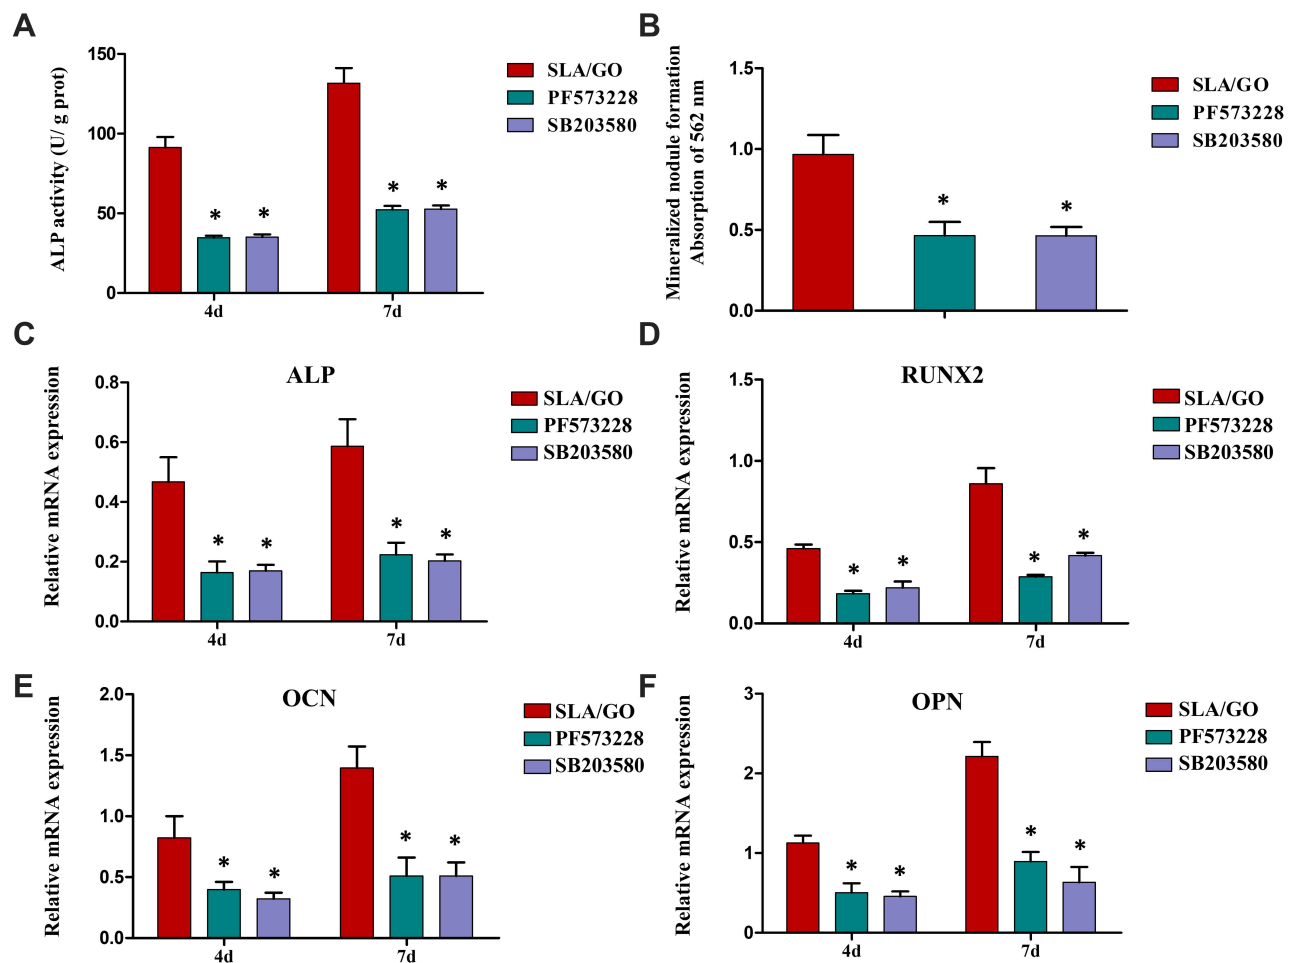 A
ALP activity (U/ g prot)
150
100
50
0
4d
7d
SLA/GO
PF573228
SB203580
*
*
*
*
B
Mineralized nodule formation
Absorption of 562 nm
1.5
1.0
0.5
0.0
SLA/GO
PF573228
SB203580
*
*
C
ALP
Relative mRNA expression
0.8
0.6
0.4
0.2
0.0
4d
7d
SLA/GO
PF573228
SB203580
*
*
*
*
D
RUNX2
Relative mRNA expression
1.5
1.0
0.5
0.0
4d
7d
SLA/GO
PF573228
SB203580
*
*
*
*
E
OCN
Relative mRNA expression
2.0
1.5
1.0
0.5
0.0
4d
7d
SLA/GO
PF573228
SB203580
*
*
*
*
F
OPN
Relative mRNA expression
3
2
1
0
4d
7d
SLA/GO
PF573228
SB203580
*
*
*
*